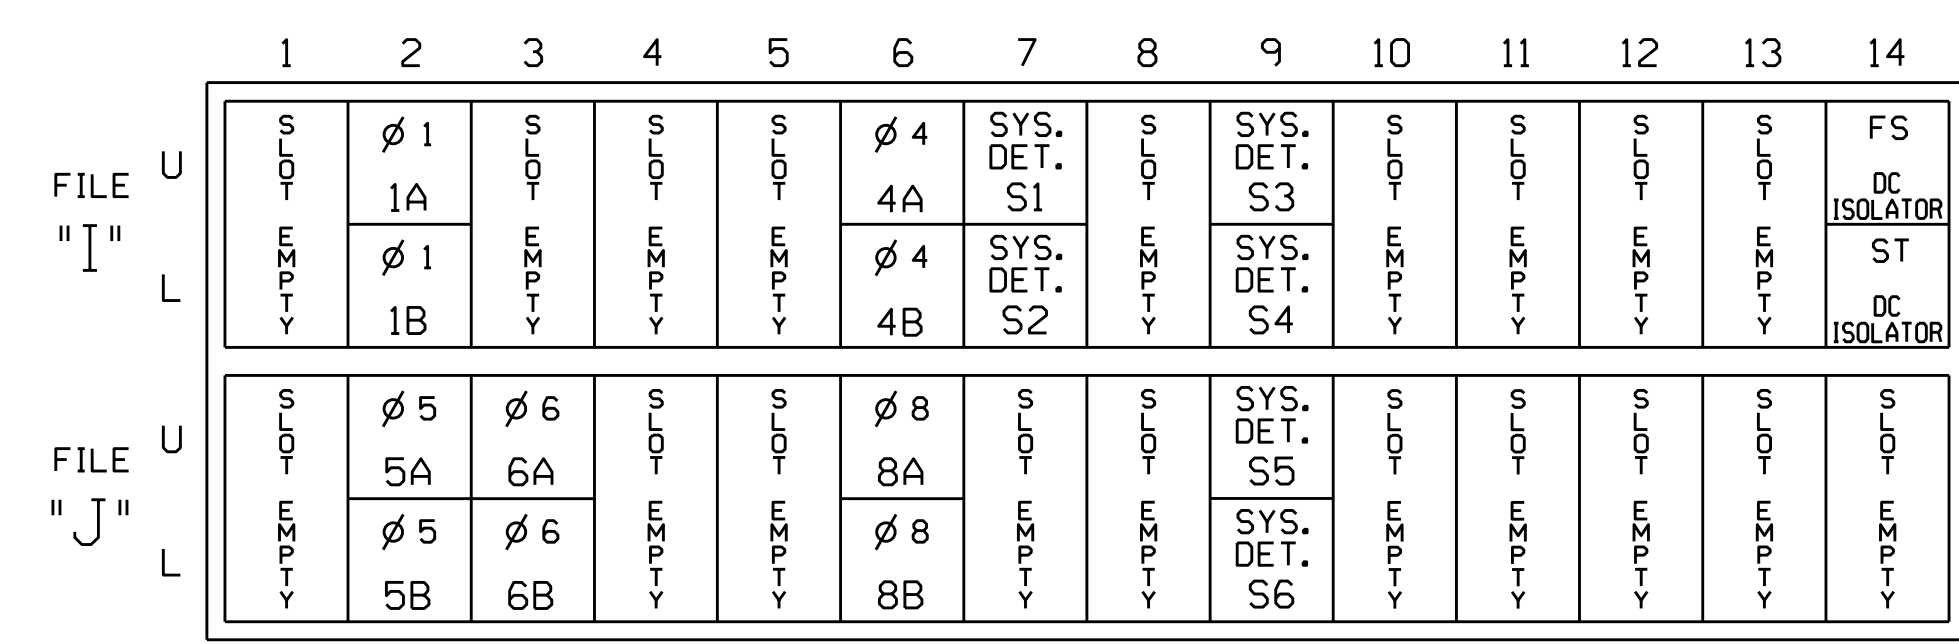 1 2 3 4 5 6 7 8 9 10 11 12 13 14
FILE "I"
U
L
SLOT EMPTY
Ø 1
1A
Ø 1
1B
SLOT EMPTY
SLOT EMPTY
SLOT EMPTY
Ø 4
4A
Ø 4
4B
SYS.
DET.
S1
SYS.
DET.
S2
SLOT EMPTY
SYS.
DET.
S3
SYS.
DET.
S4
SLOT EMPTY
SLOT EMPTY
SLOT EMPTY
SLOT EMPTY
FS
DC
ISOLATOR
ST
DC
ISOLATOR
FILE "J"
U
L
SLOT EMPTY
Ø 5
5A
Ø 5
5B
Ø 6
6A
Ø 6
6B
SLOT EMPTY
SLOT EMPTY
Ø 8
8A
Ø 8
8B
SLOT EMPTY
SLOT EMPTY
SYS.
DET.
S5
SYS.
DET.
S6
SLOT EMPTY
SLOT EMPTY
SLOT EMPTY
SLOT EMPTY
SLOT EMPTY